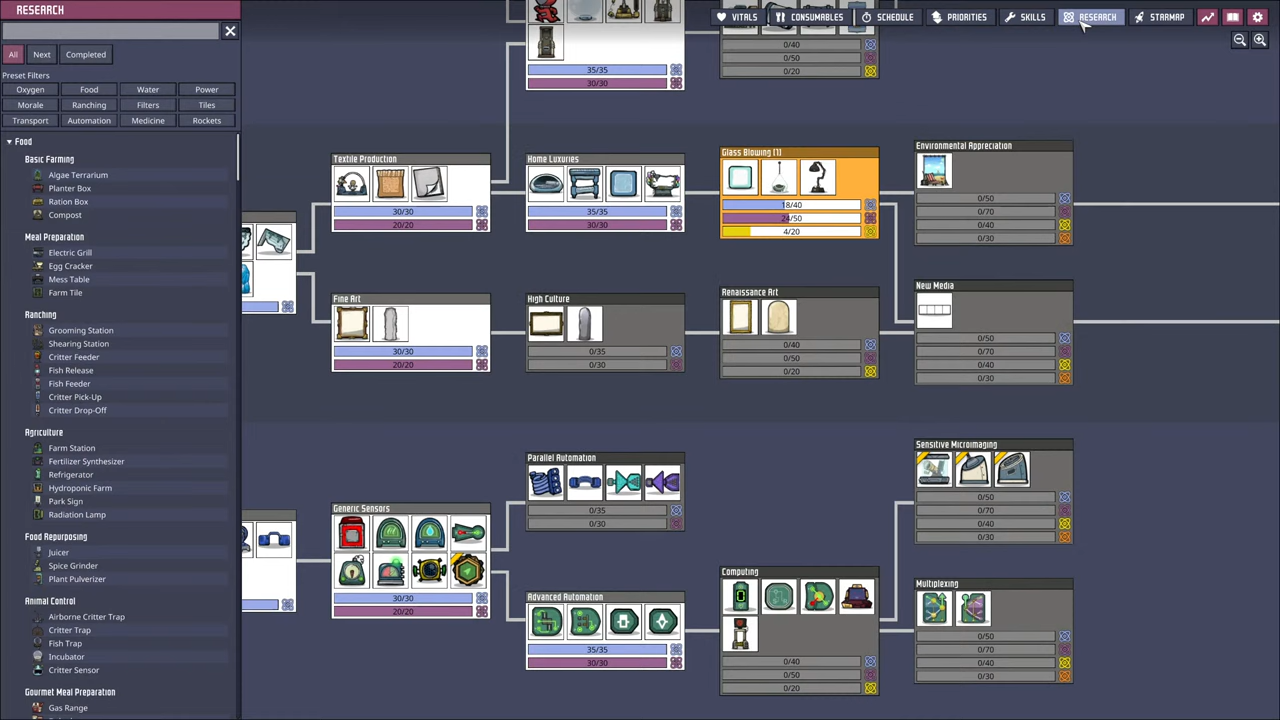 RESEARCH
VITALS CONSUMABLES SCHEDULE PRIORITIES SKILLS RESEARCH STARMAP
All Next Completed
Preset Filters
Oxygen Food Water Power
Morale Ranching Filters Tiles
Transport Automation Medicine Rockets
Food
Basic Farming
Algae Terrarium
Planter Box
Ration Box
Compost
Meal Preparation
Electric Grill
Egg Cracker
Mess Table
Farm Tile
Ranching
Grooming Station
Shearing Station
Critter Feeder
Fish Release
Fish Feeder
Critter Pick-Up
Critter Drop-Off
Agriculture
Farm Station
Fertilizer Synthesizer
Refrigerator
Hydroponic Farm
Park Sign
Radiation Lamp
Food Repurposing
Juicer
Spice Grinder
Plant Pulverizer
Animal Control
Airborne Critter Trap
Critter Trap
Fish Trap
Incubator
Critter Sensor
Gourmet Meal Preparation
Gas Range
35/35
30/30
0/40
0/50
0/20
Textile Production
30/30
20/20
Home Luxuries
35/35
30/30
Glass Blowing (1)
18/40
24/50
4/20
Environmental Appreciation
0/50
0/70
0/40
0/30
Fine Art
30/30
20/20
High Culture
0/35
0/30
Renaissance Art
0/40
0/50
0/20
New Media
0/50
0/70
0/40
0/30
Generic Sensors
30/30
20/20
Parallel Automation
0/35
0/30
Advanced Automation
35/35
30/30
Computing
0/40
0/50
0/20
Sensitive Microimaging
0/50
0/70
0/40
0/30
Multiplexing
0/50
0/70
0/40
0/30